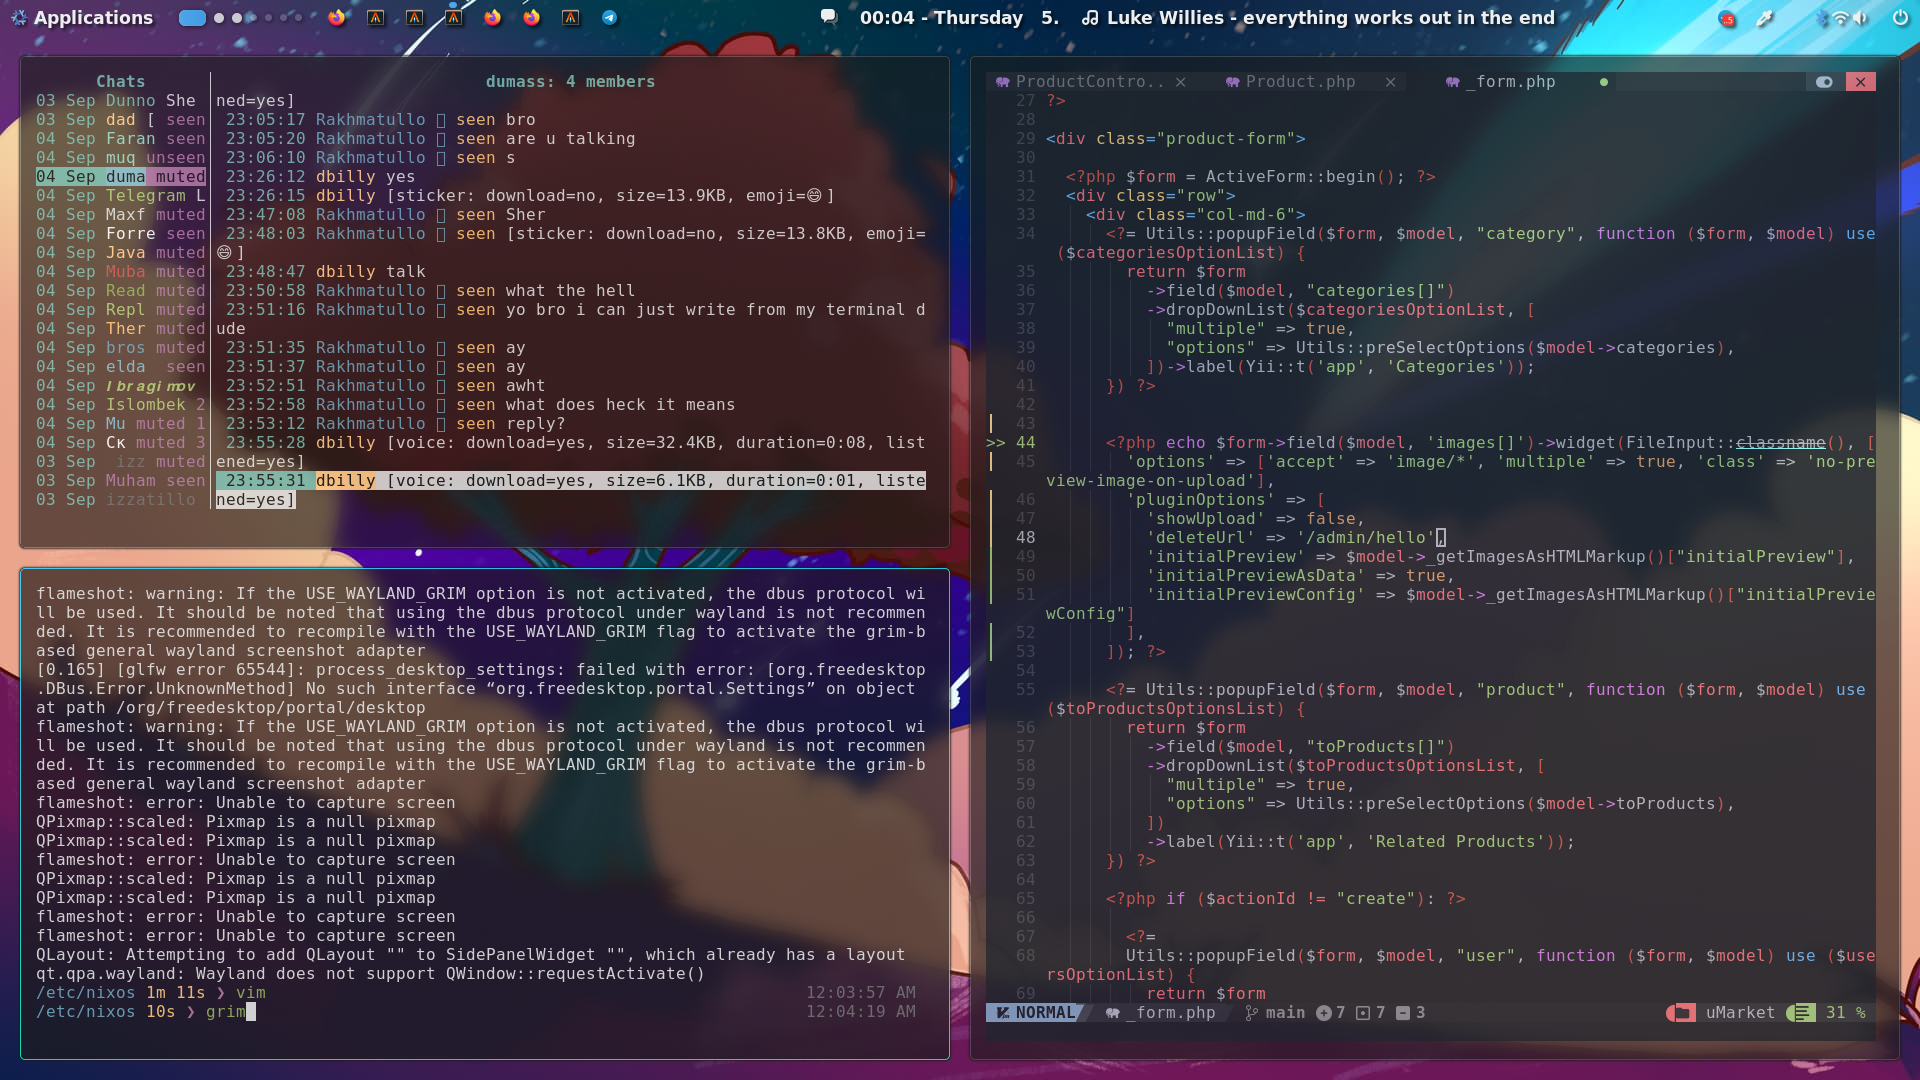 Applications
00:04 - Thursday 5.
Luke Willies - everything works out in the end
Chats
dumass: 4 members
03 Sep Dunno She
03 Sep dad [ seen
04 Sep Faran seen
04 Sep muq unseen
04 Sep duma muted
04 Sep Telegram L
04 Sep Maxf muted
04 Sep Forre seen
04 Sep Java muted
04 Sep Muba muted
04 Sep Read muted
04 Sep Repl muted
04 Sep Ther muted
04 Sep bros muted
04 Sep elda seen
04 Sep Ibragimov
04 Sep Islombek 2
04 Sep Mu muted 1
04 Sep Ск muted 3
03 Sep izz muted
03 Sep Muham seen
03 Sep izzatillo
ned=yes]
23:05:17 Rakhmatullo seen bro
23:05:20 Rakhmatullo seen are u talking
23:06:10 Rakhmatullo seen s
23:26:12 dbilly yes
23:26:15 dbilly [sticker: download=no, size=13.9KB, emoji=😄]
23:47:08 Rakhmatullo seen Sher
23:48:03 Rakhmatullo seen [sticker: download=no, size=13.8KB, emoji=
😄]
23:48:47 dbilly talk
23:50:58 Rakhmatullo seen what the hell
23:51:16 Rakhmatullo seen yo bro i can just write from my terminal d
ude
23:51:35 Rakhmatullo seen ay
23:51:37 Rakhmatullo seen ay
23:52:51 Rakhmatullo seen awht
23:52:58 Rakhmatullo seen what does heck it means
23:53:12 Rakhmatullo seen reply?
23:55:28 dbilly [voice: download=yes, size=32.4KB, duration=0:08, list
ened=yes]
23:55:31 dbilly [voice: download=yes, size=6.1KB, duration=0:01, liste
ned=yes]
flameshot: warning: If the USE_WAYLAND_GRIM option is not activated, the dbus protocol wi
ll be used. It should be noted that using the dbus protocol under wayland is not recommen
ded. It is recommended to recompile with the USE_WAYLAND_GRIM flag to activate the grim-b
ased general wayland screenshot adapter
[0.165] [glfw error 65544]: process_desktop_settings: failed with error: [org.freedesktop
.DBus.Error.UnknownMethod] No such interface “org.freedesktop.portal.Settings” on object
at path /org/freedesktop/portal/desktop
flameshot: warning: If the USE_WAYLAND_GRIM option is not activated, the dbus protocol wi
ll be used. It should be noted that using the dbus protocol under wayland is not recommen
ded. It is recommended to recompile with the USE_WAYLAND_GRIM flag to activate the grim-b
ased general wayland screenshot adapter
flameshot: error: Unable to capture screen
QPixmap::scaled: Pixmap is a null pixmap
QPixmap::scaled: Pixmap is a null pixmap
flameshot: error: Unable to capture screen
QPixmap::scaled: Pixmap is a null pixmap
QPixmap::scaled: Pixmap is a null pixmap
flameshot: error: Unable to capture screen
flameshot: error: Unable to capture screen
QLayout: Attempting to add QLayout "" to SidePanelWidget "", which already has a layout
qt.qpa.wayland: Wayland does not support QWindow::requestActivate()
/etc/nixos 1m 11s ❯ vim 12:03:57 AM
/etc/nixos 10s ❯ grim 12:04:19 AM
ProductContro.. × Product.php × _form.php ●
27 ?>
28
29 <div class="product-form">
30
31 <?php $form = ActiveForm::begin(); ?>
32 <div class="row">
33 <div class="col-md-6">
34 <?= Utils::popupField($form, $model, "category", function ($form, $model) use
($categoriesOptionList) {
35 return $form
36 ->field($model, "categories[]")
37 ->dropDownList($categoriesOptionList, [
38 "multiple" => true,
39 "options" => Utils::preSelectOptions($model->categories),
40 ])->label(Yii::t('app', 'Categories'));
41 }) ?>
42
43
>> 44 <?php echo $form->field($model, 'images[]')->widget(FileInput::classname(), [
45 'options' => ['accept' => 'image/*', 'multiple' => true, 'class' => 'no-pre
view-image-on-upload'],
46 'pluginOptions' => [
47 'showUpload' => false,
48 'deleteUrl' => '/admin/hello',
49 'initialPreview' => $model->_getImagesAsHTMLMarkup()["initialPreview"],
50 'initialPreviewAsData' => true,
51 'initialPreviewConfig' => $model->_getImagesAsHTMLMarkup()["initialPrevie
wConfig"]
52 ],
53 ]); ?>
54
55 <?= Utils::popupField($form, $model, "product", function ($form, $model) use
($toProductsOptionsList) {
56 return $form
57 ->field($model, "toProducts[]")
58 ->dropDownList($toProductsOptionsList, [
59 "multiple" => true,
60 "options" => Utils::preSelectOptions($model->toProducts),
61 ])
62 ->label(Yii::t('app', 'Related Products'));
63 }) ?>
64
65 <?php if ($actionId != "create"): ?>
66
67 <?=
68 Utils::popupField($form, $model, "user", function ($form, $model) use ($use
rsOptionList) {
69 return $form
NORMAL _form.php main 7 7 3 uMarket 31 %